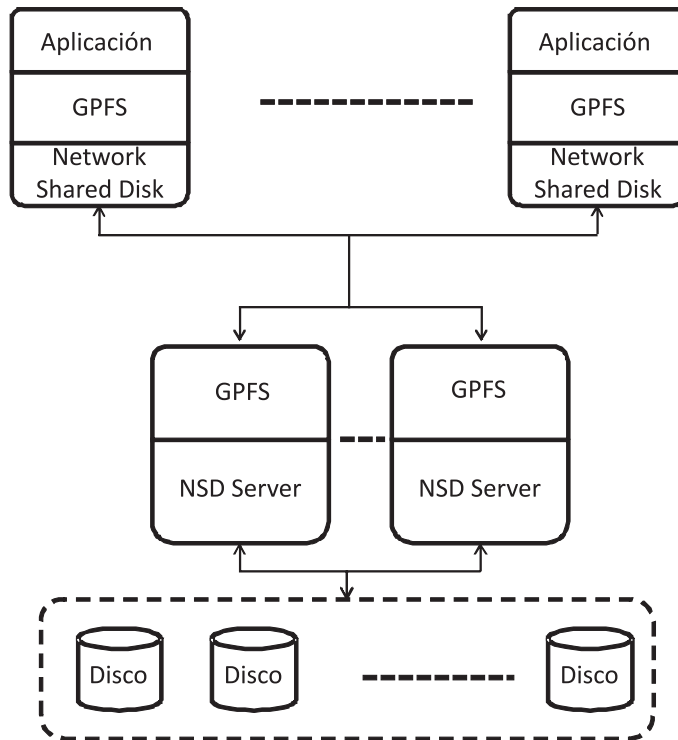 Aplicación
GPFS
Network
Shared Disk
Aplicación
GPFS
Network
Shared Disk
GPFS
NSD Server
GPFS
NSD Server
Disco
Disco
Disco